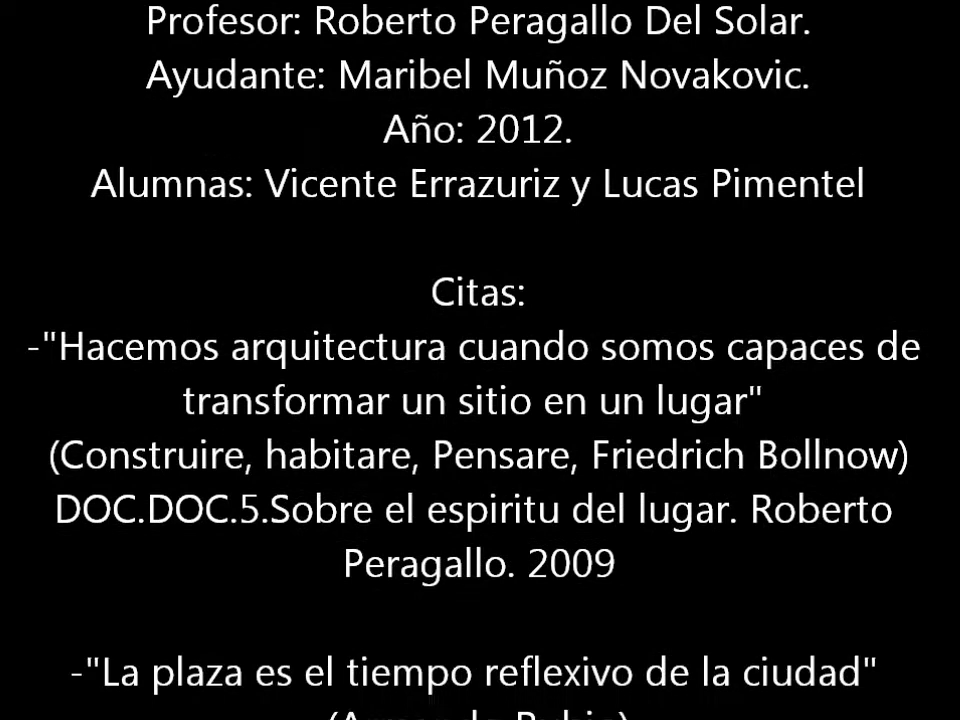 Profesor: Roberto Peragallo Del Solar.
Ayudante: Maribel Muñoz Novakovic.
Año: 2012.
Alumnas: Vicente Errazuriz y Lucas Pimentel
Citas:
-"Hacemos arquitectura cuando somos capaces de
transformar un sitio en un lugar"
(Construire, habitare, Pensare, Friedrich Bollnow)
DOC.DOC.5.Sobre el espiritu del lugar. Roberto
Peragallo. 2009
-"La plaza es el tiempo reflexivo de la ciudad"